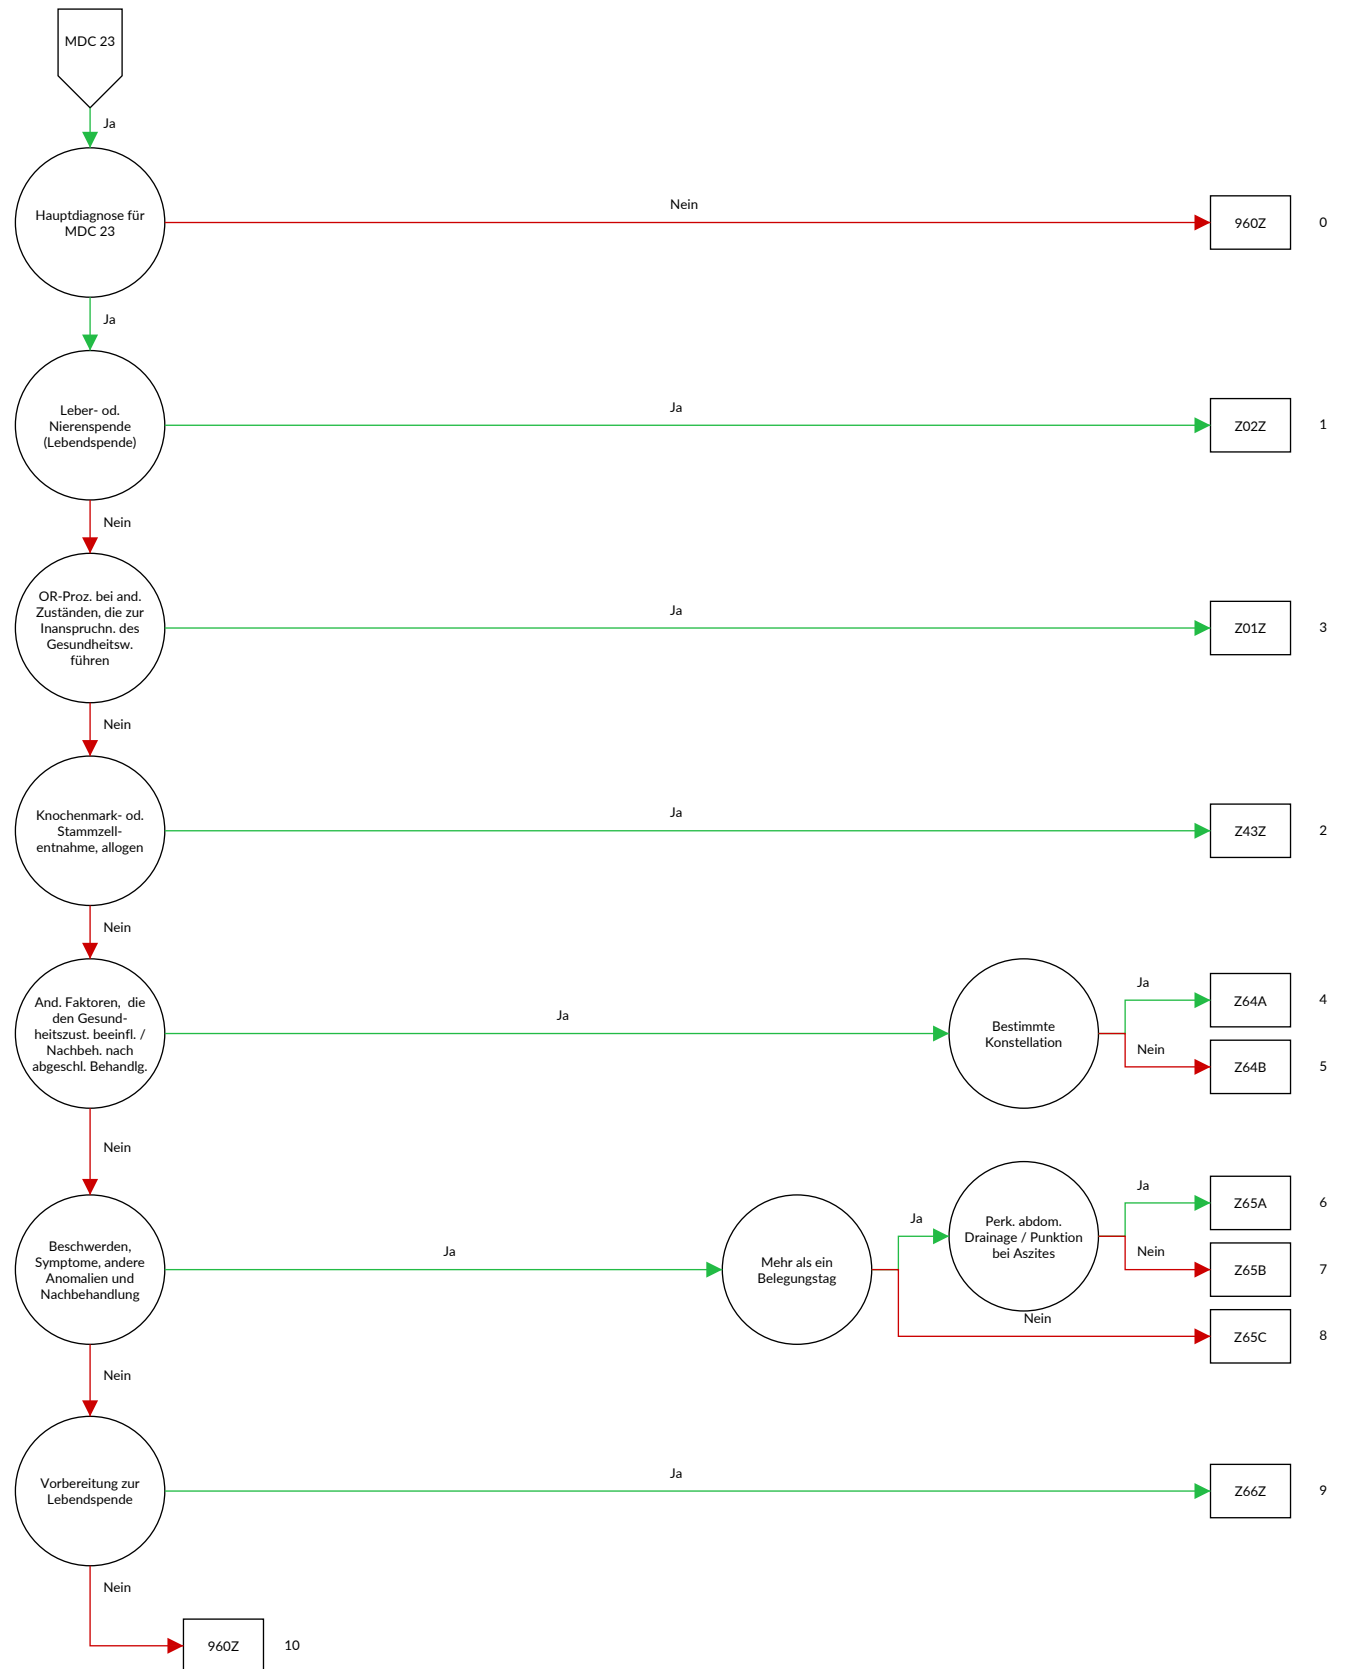 MDC 23
Ja
Hauptdiagnose für
MDC 23
Nein
960Z
0
Ja
Leber- od.
Nierenspende
(Lebendspende)
Ja
Z02Z
1
Nein
OR-Proz. bei and.
Zuständen, die zur
Inanspruchn. des
Gesundheitsw.
führen
Ja
Z01Z
3
Nein
Knochenmark- od.
Stammzell-
entnahme, allogen
Ja
Z43Z
2
Nein
And. Faktoren, die
den Gesund-
heitszust. beeinfl. /
Nachbeh. nach
abgeschl. Behandlg.
Ja
Bestimmte
Konstellation
Ja
Z64A
4
Nein
Z64B
5
Nein
Beschwerden,
Symptome, andere
Anomalien und
Nachbehandlung
Ja
Mehr als ein
Belegungstag
Ja
Perk. abdom.
Drainage / Punktion
bei Aszites
Ja
Z65A
6
Nein
Z65B
7
Nein
Z65C
8
Nein
Vorbereitung zur
Lebendspende
Ja
Z66Z
9
Nein
960Z
10